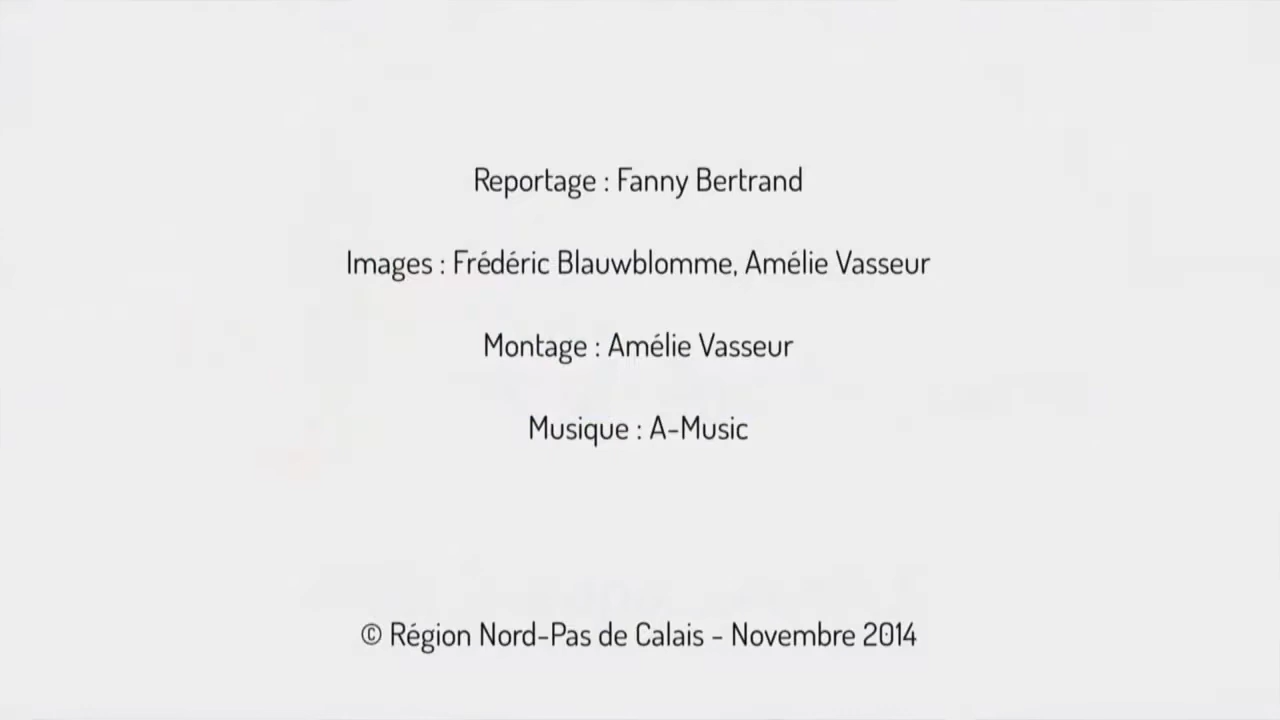 Reportage : Fanny Bertrand
Images : Frédéric Blauwblomme, Amélie Vasseur
Montage : Amélie Vasseur
Musique : A-Music
© Région Nord-Pas de Calais - Novembre 2014